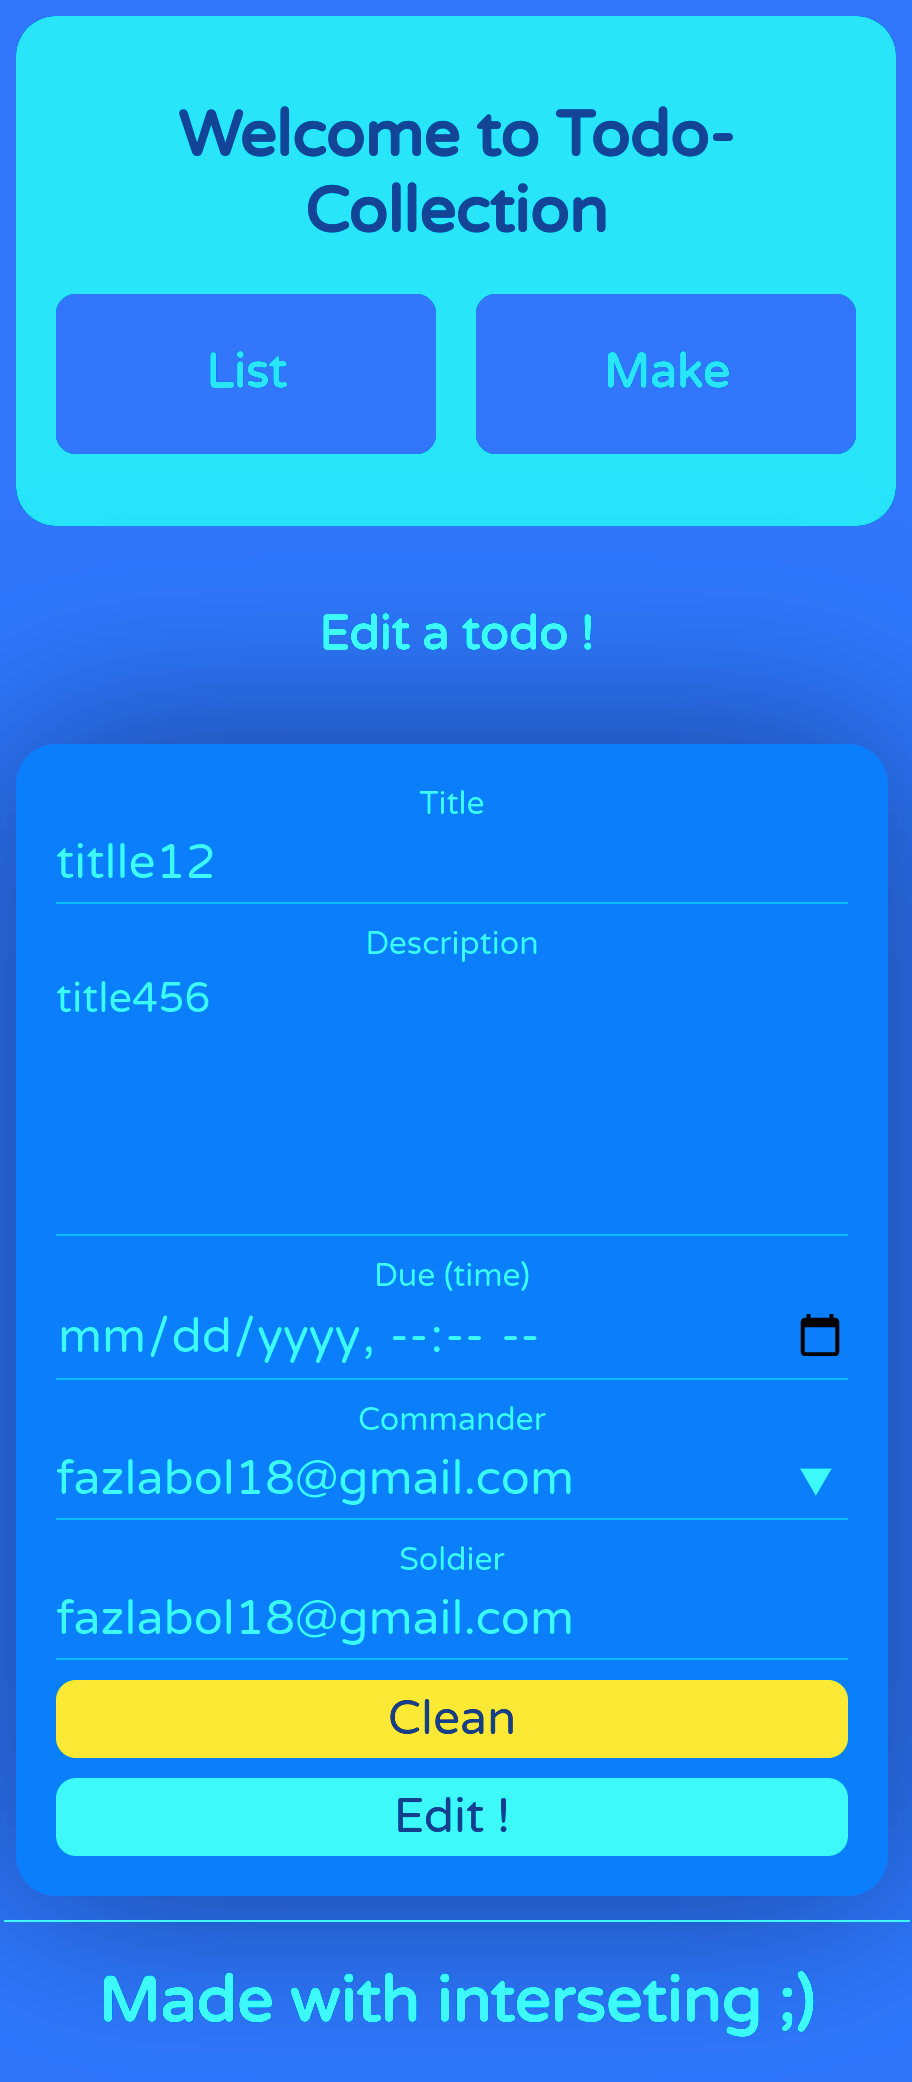 Welcome to Todo-
Collection
List
Make
Edit a todo !
Title
titlle12
Description
title456
Due (time)
mm/dd/yyyy, --:-- --
Commander
fazlabol18@gmail.com
Soldier
fazlabol18@gmail.com
Clean
Edit !
Made with interseting ;)